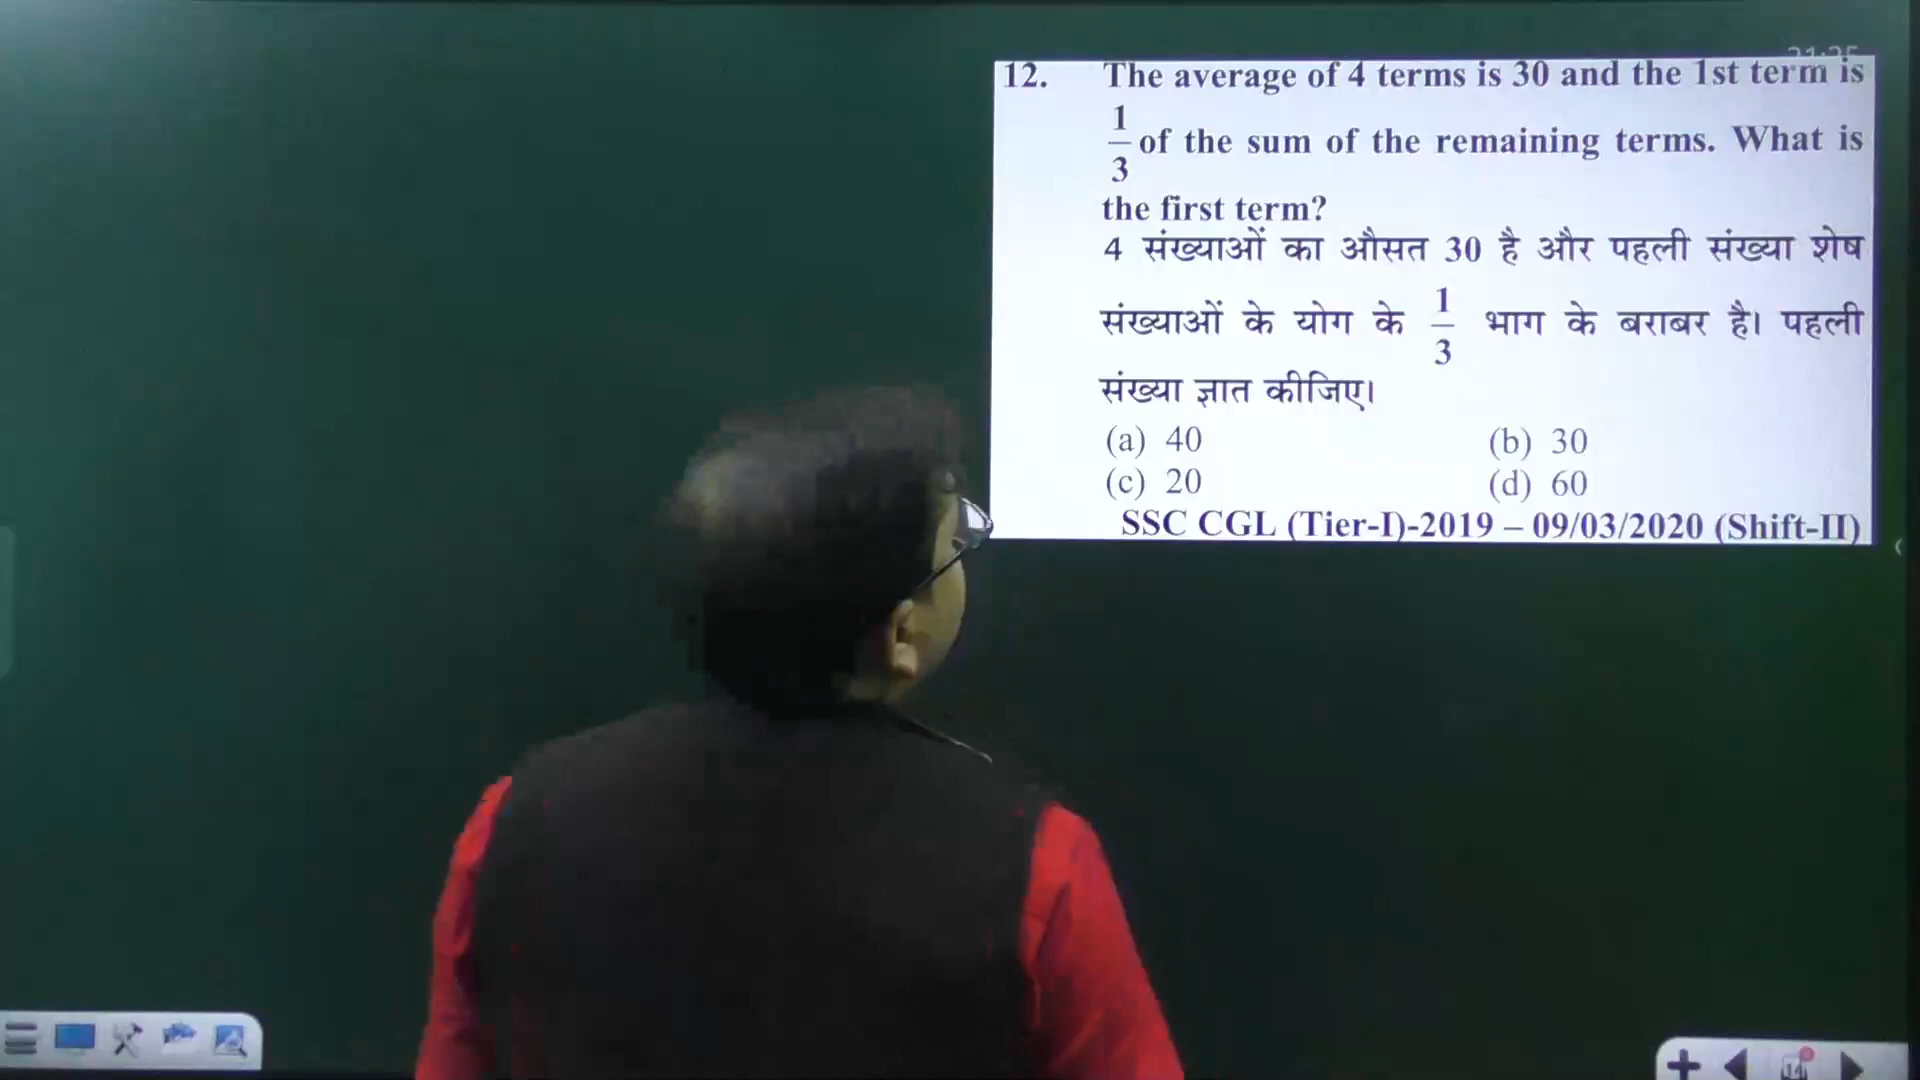 12. The average of 4 terms is 30 and the 1st term is
1/3 of the sum of the remaining terms. What is
the first term?
4 संख्याओं का औसत 30 है और पहली संख्या शेष
संख्याओं के योग के 1/3 भाग के बराबर है। पहली
संख्या ज्ञात कीजिए।
(a) 40 (b) 30
(c) 20 (d) 60
SSC CGL (Tier-I)-2019 – 09/03/2020 (Shift-II)
14